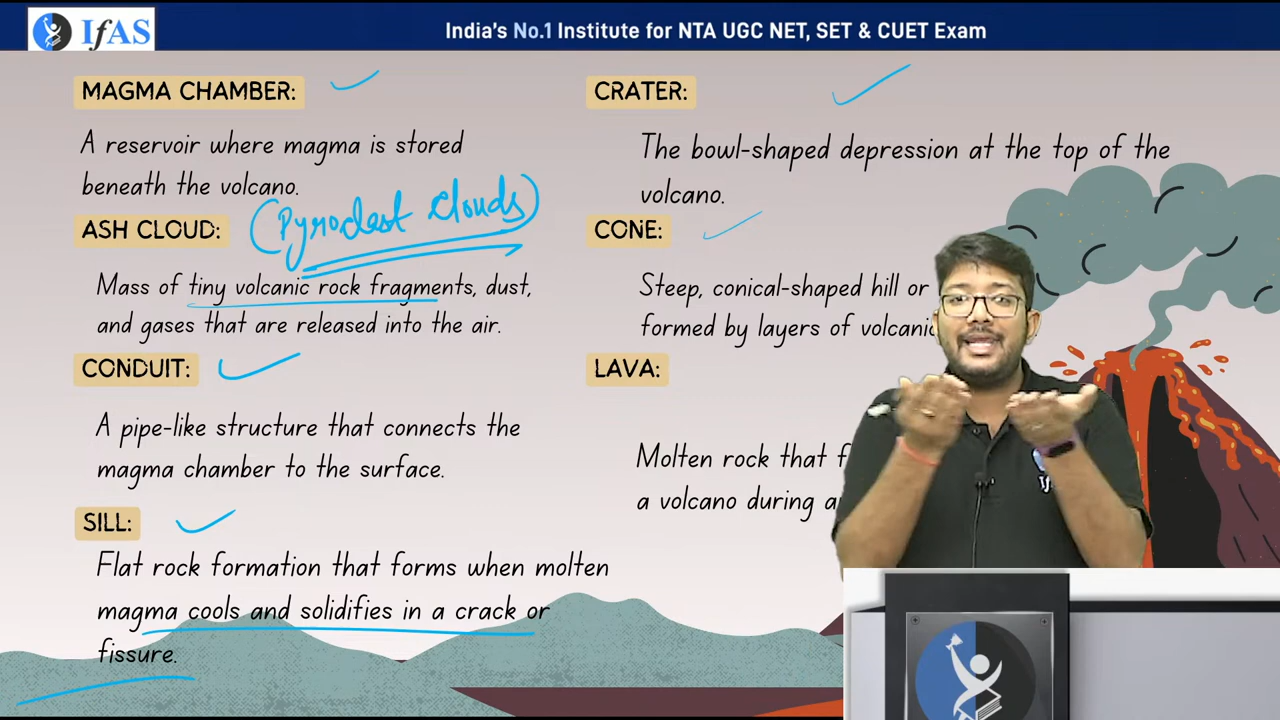 IfAS
India's No.1 Institute for NTA UGC NET, SET & CUET Exam
MAGMA CHAMBER:
A reservoir where magma is stored
beneath the volcano.
ASH CLOUD:
(Pyroclast Clouds)
Mass of tiny volcanic rock fragments, dust,
and gases that are released into the air.
CONDUIT:
A pipe-like structure that connects the
magma chamber to the surface.
SILL:
Flat rock formation that forms when molten
magma cools and solidifies in a crack or
fissure.
CRATER:
The bowl-shaped depression at the top of the
volcano.
CONE:
Steep, conical-shaped hill or
formed by layers of
LAVA:
Molten rock that
a volcano during